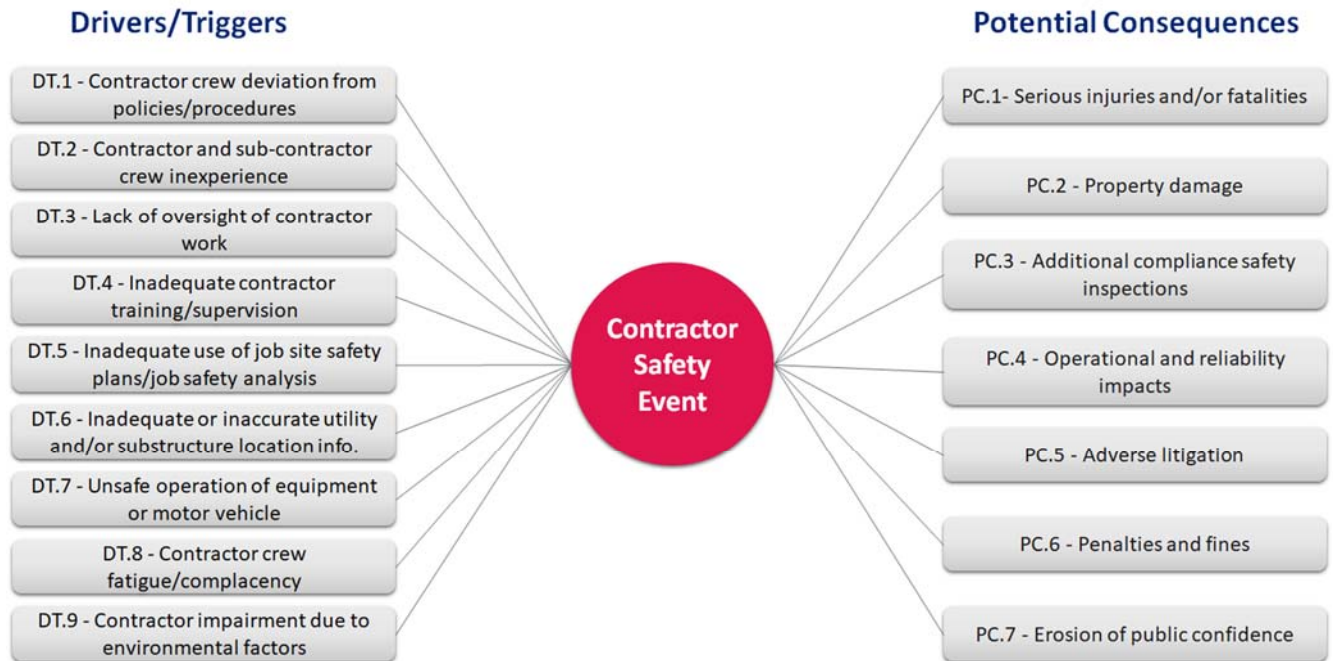 Drivers/Triggers
DT.1 - Contractor crew deviation from
policies/procedures
DT.2 - Contractor and sub-contractor
crew inexperience
DT.3 - Lack of oversight of contractor
work
DT.4 - Inadequate contractor
training/supervision
DT.5 - Inadequate use of job site safety
plans/job safety analysis
DT.6 - Inadequate or inaccurate utility
and/or substructure location info.
DT.7 - Unsafe operation of equipment
or motor vehicle
DT.8 - Contractor crew
fatigue/complacency
DT.9 - Contractor impairment due to
environmental factors
Contractor
Safety
Event
Potential Consequences
PC.1- Serious injuries and/or fatalities
PC.2 - Property damage
PC.3 - Additional compliance safety
inspections
PC.4 - Operational and reliability
impacts
PC.5 - Adverse litigation
PC.6 - Penalties and fines
PC.7 - Erosion of public confidence